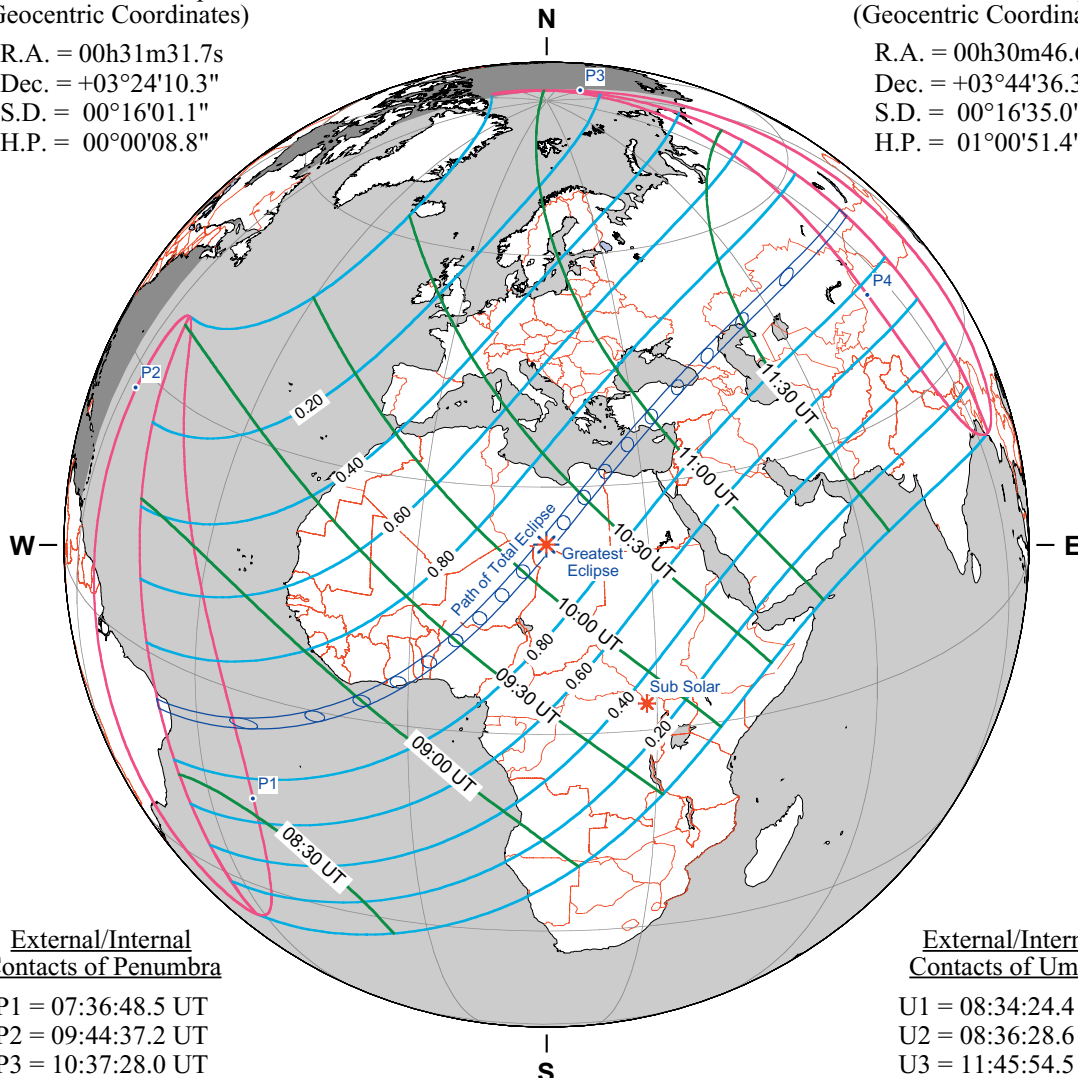 Geocentric Coordinates)
R.A. = 00h31m31.7s
Dec. = +03°24'10.3"
S.D. = 00°16'01.1"
H.P. = 00°00'08.8"
N
(Geocentric Coordina
R.A. = 00h30m46.6
Dec. = +03°44'36.3
S.D. = 00°16'35.0"
H.P. = 01°00'51.4"
P3
P4
P2
0.20
11:30 UT
0.40
11:00 UT
0.60
W
E
Path of Total Eclipse
Greatest
Eclipse
10:30 UT
0.80
10:00 UT
0.80
0.60
Sub Solar
09:30 UT
0.40
0.20
09:00 UT
P1
08:30 UT
External/Internal
Contacts of Penumbra
P1 = 07:36:48.5 UT
P2 = 09:44:37.2 UT
P3 = 10:37:28.0 UT
External/Intern
Contacts of Um
U1 = 08:34:24.4
U2 = 08:36:28.6
U3 = 11:45:54.5
S